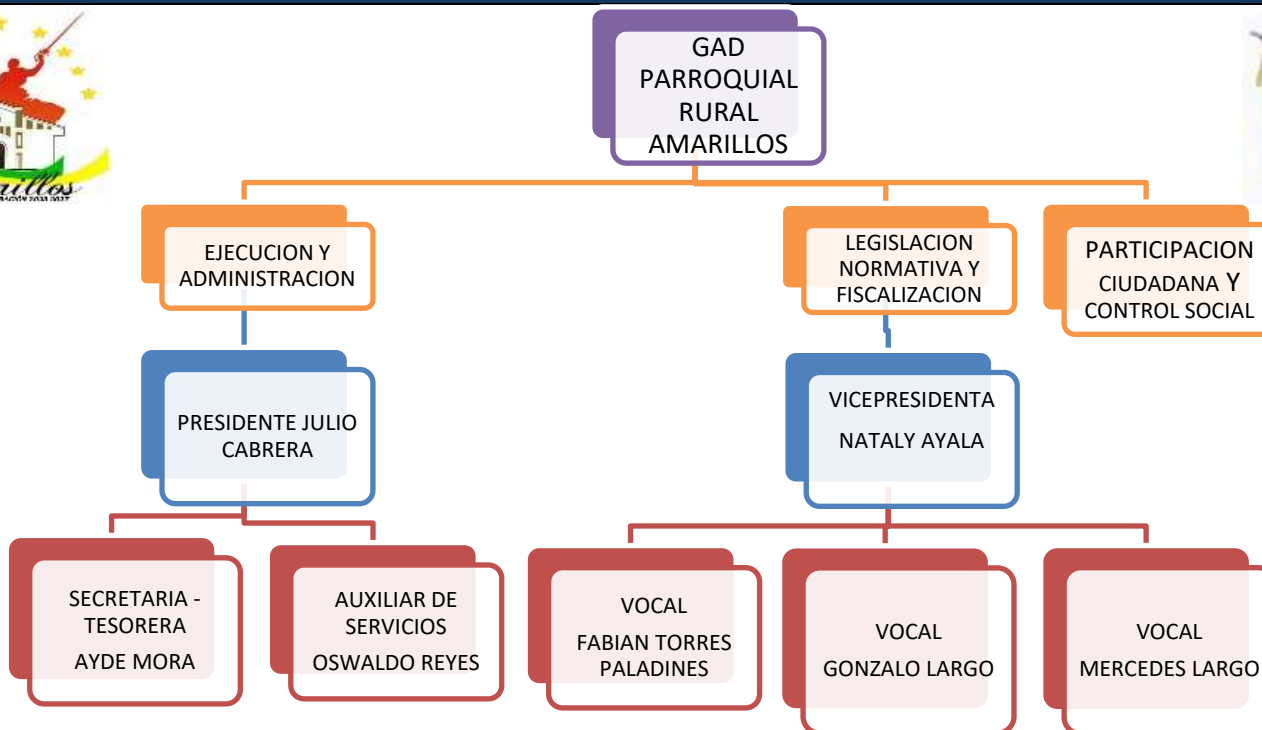 GAD
PARROQUIAL
RURAL
AMARILLOS
EJECUCION Y
ADMINISTRACION
LEGISLACION
NORMATIVA Y
FISCALIZACION
PARTICIPACION
CIUDADANA Y
CONTROL SOCIAL
PRESIDENTE JULIO
CABRERA
VICEPRESIDENTA
NATALY AYALA
SECRETARIA -
TESORERA
AYDE MORA
AUXILIAR DE
SERVICIOS
OSWALDO REYES
VOCAL
FABIAN TORRES
PALADINES
VOCAL
GONZALO LARGO
VOCAL
MERCEDES LARGO